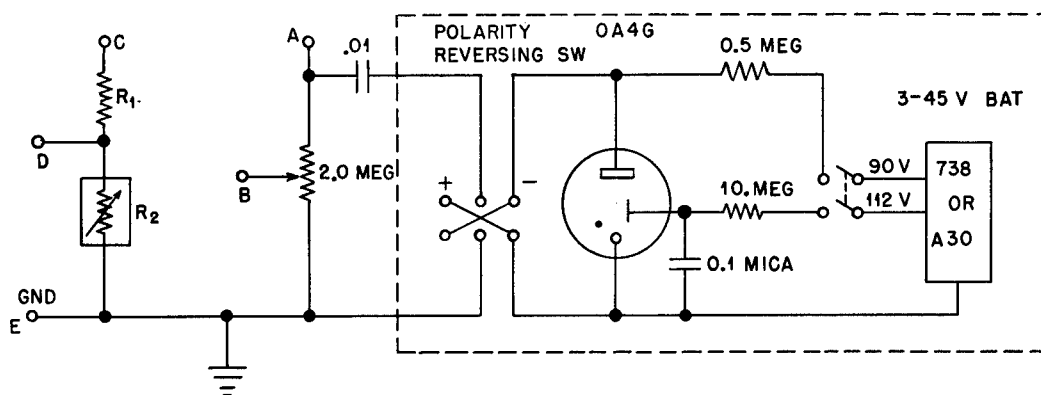 C
R1
D
R2
GND
E
A
.01
B
2.0 MEG
POLARITY
REVERSING SW
+
−
OA4G
0.5 MEG
10. MEG
0.1 MICA
3-45 V BAT
90 V
112 V
738
OR
A30